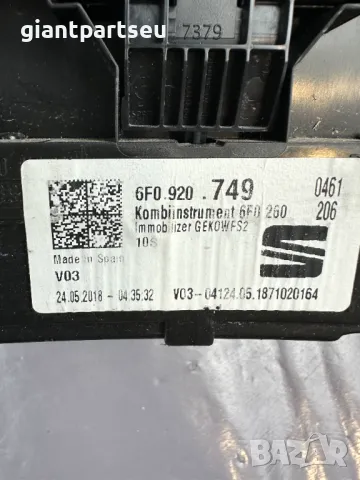 giantpartseu
7379
6F0 920 .749 0461
Kombiinstrument 6F0 260 206
Immobilizer GEKOWFS2
10S
Made in Spain
V03
24.05.2018 - 04:35:32 V03-04124.05.1871020164
BAZAR